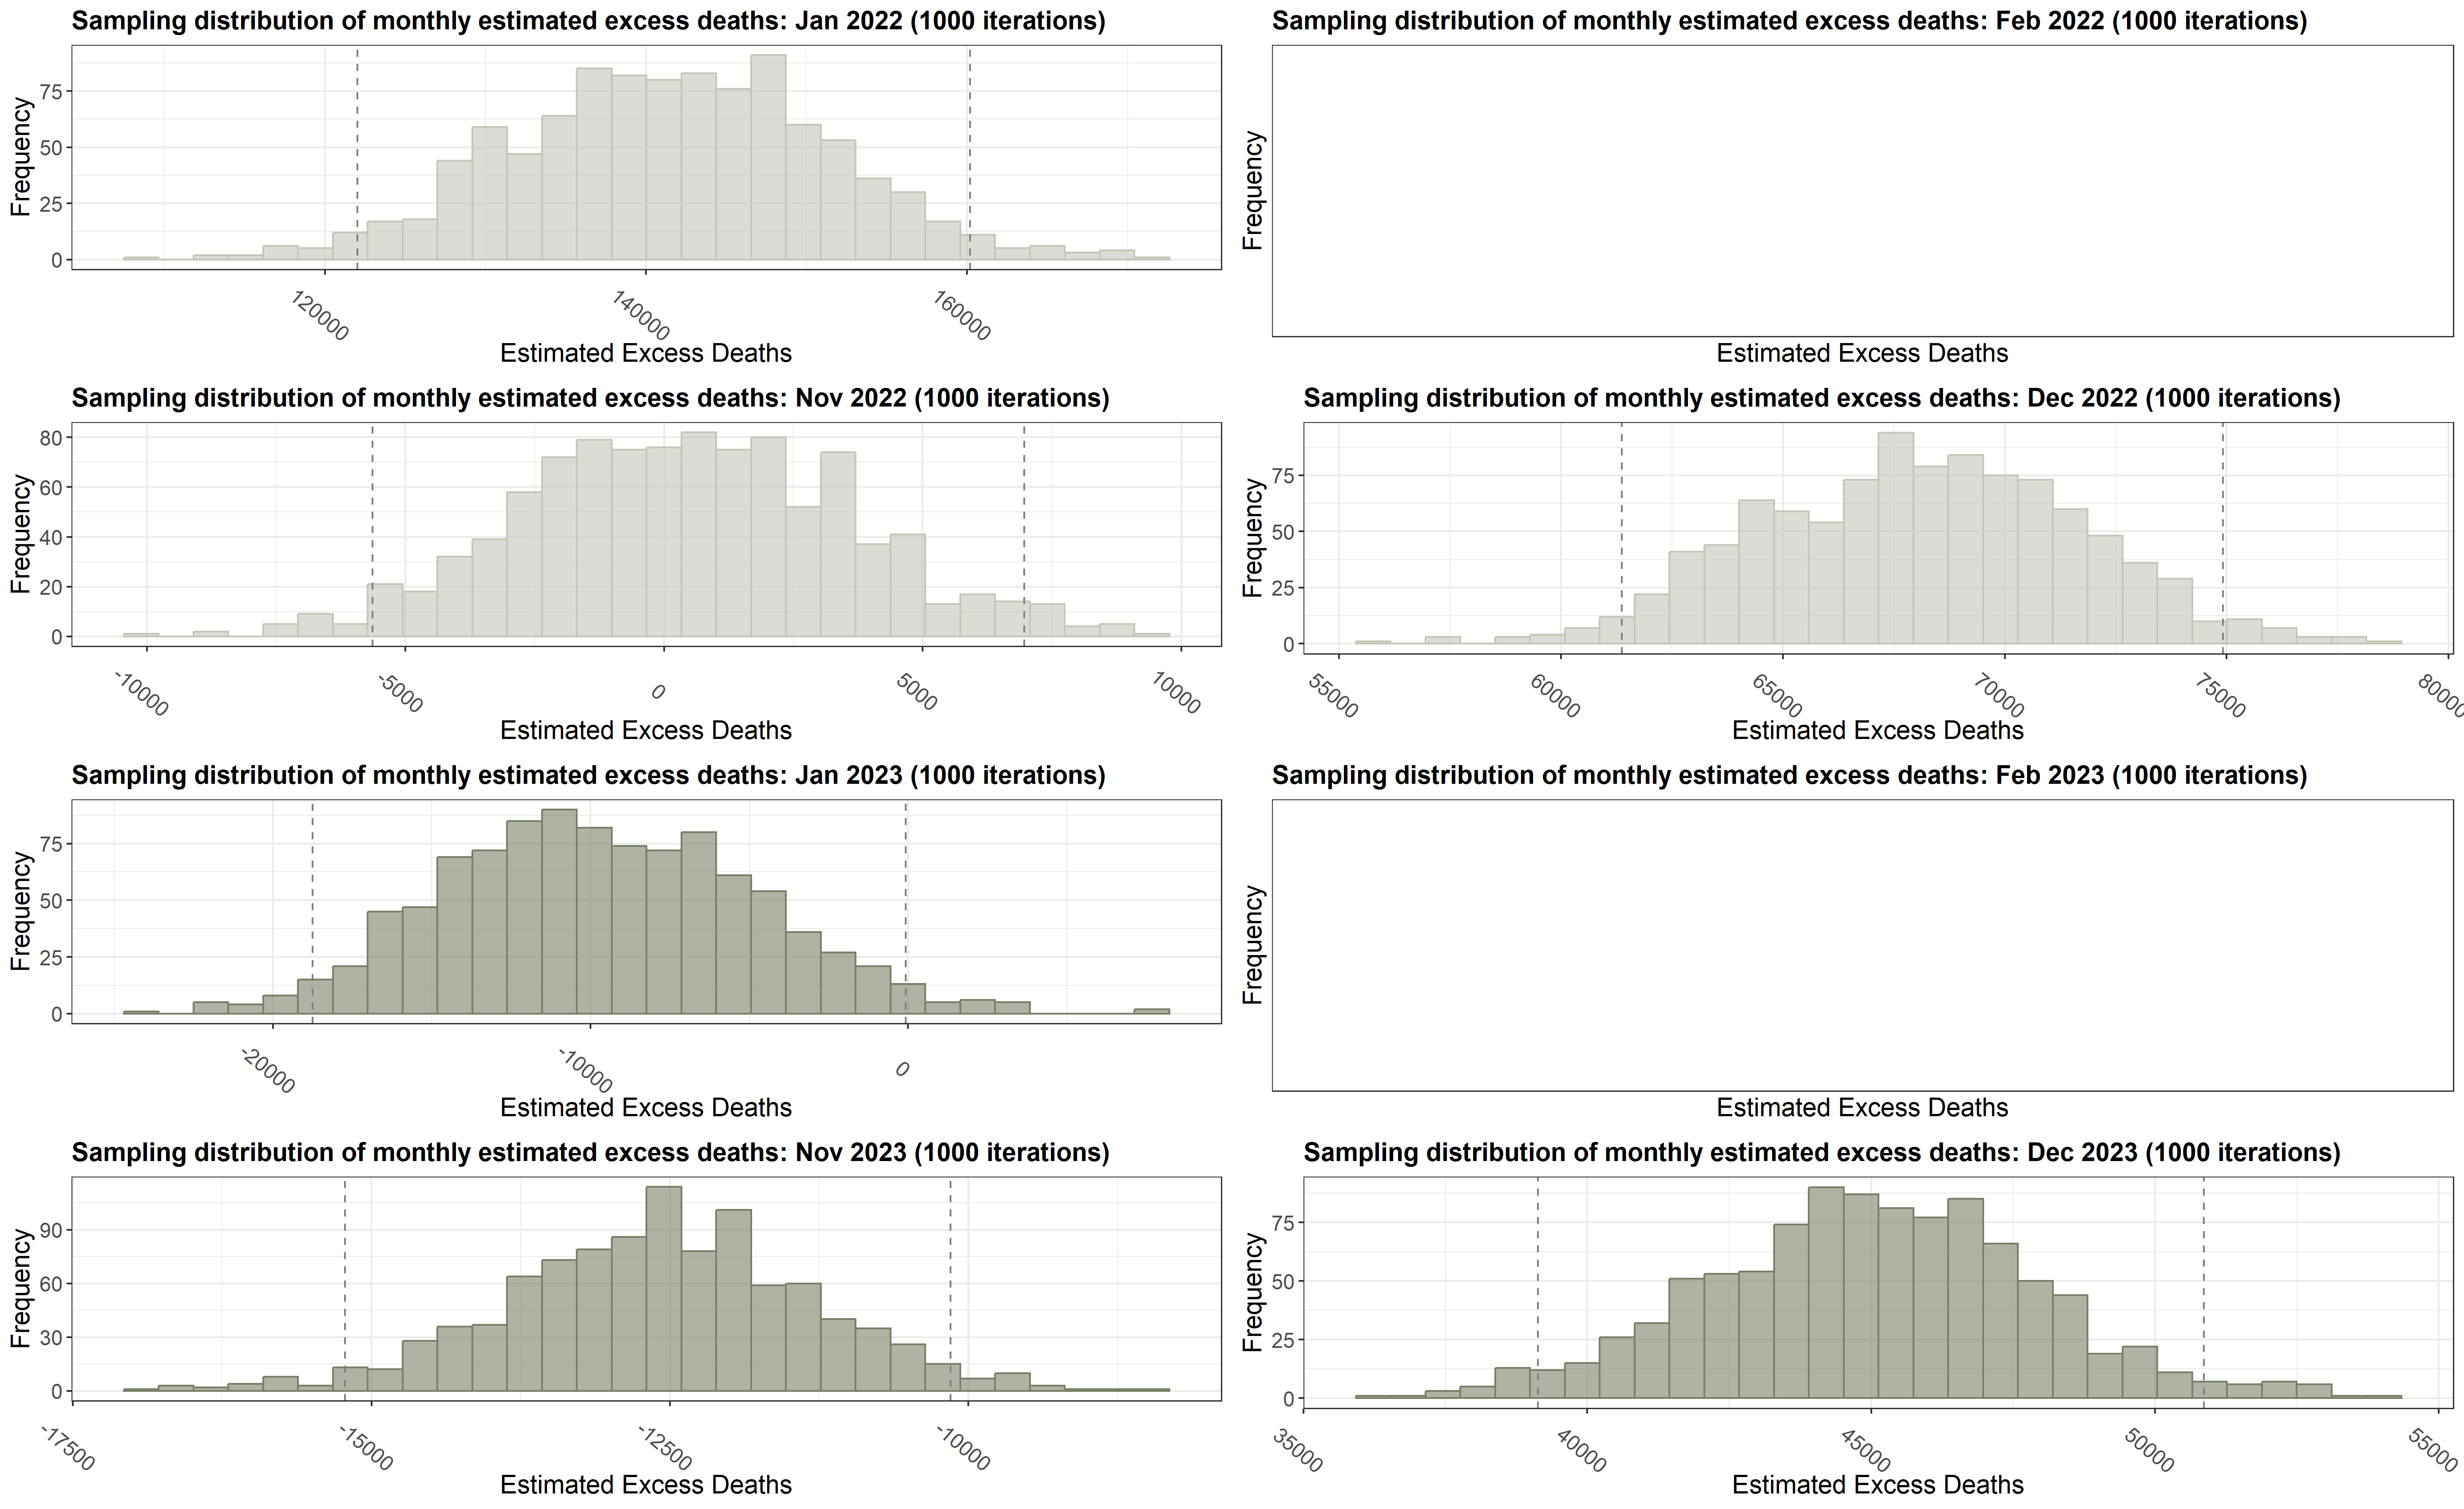 Sampling distribution of monthly estimated excess deaths: Jan 2022 (1000 iterations)
Frequency
75
50
25
0
120000
140000
160000
Estimated Excess Deaths
Sampling distribution of monthly estimated excess deaths: Feb 2022 (1000 iterations)
Frequency
Estimated Excess Deaths
Sampling distribution of monthly estimated excess deaths: Nov 2022 (1000 iterations)
Frequency
80
60
40
20
0
-10000
-5000
0
5000
10000
Estimated Excess Deaths
Sampling distribution of monthly estimated excess deaths: Dec 2022 (1000 iterations)
Frequency
75
50
25
0
55000
60000
65000
70000
75000
80000
Estimated Excess Deaths
Sampling distribution of monthly estimated excess deaths: Jan 2023 (1000 iterations)
Frequency
75
50
25
0
-20000
-10000
0
Estimated Excess Deaths
Sampling distribution of monthly estimated excess deaths: Feb 2023 (1000 iterations)
Frequency
Estimated Excess Deaths
Sampling distribution of monthly estimated excess deaths: Nov 2023 (1000 iterations)
Frequency
90
60
30
0
-17500
-15000
-12500
-10000
Estimated Excess Deaths
Sampling distribution of monthly estimated excess deaths: Dec 2023 (1000 iterations)
Frequency
75
50
25
0
35000
40000
45000
50000
55000
Estimated Excess Deaths